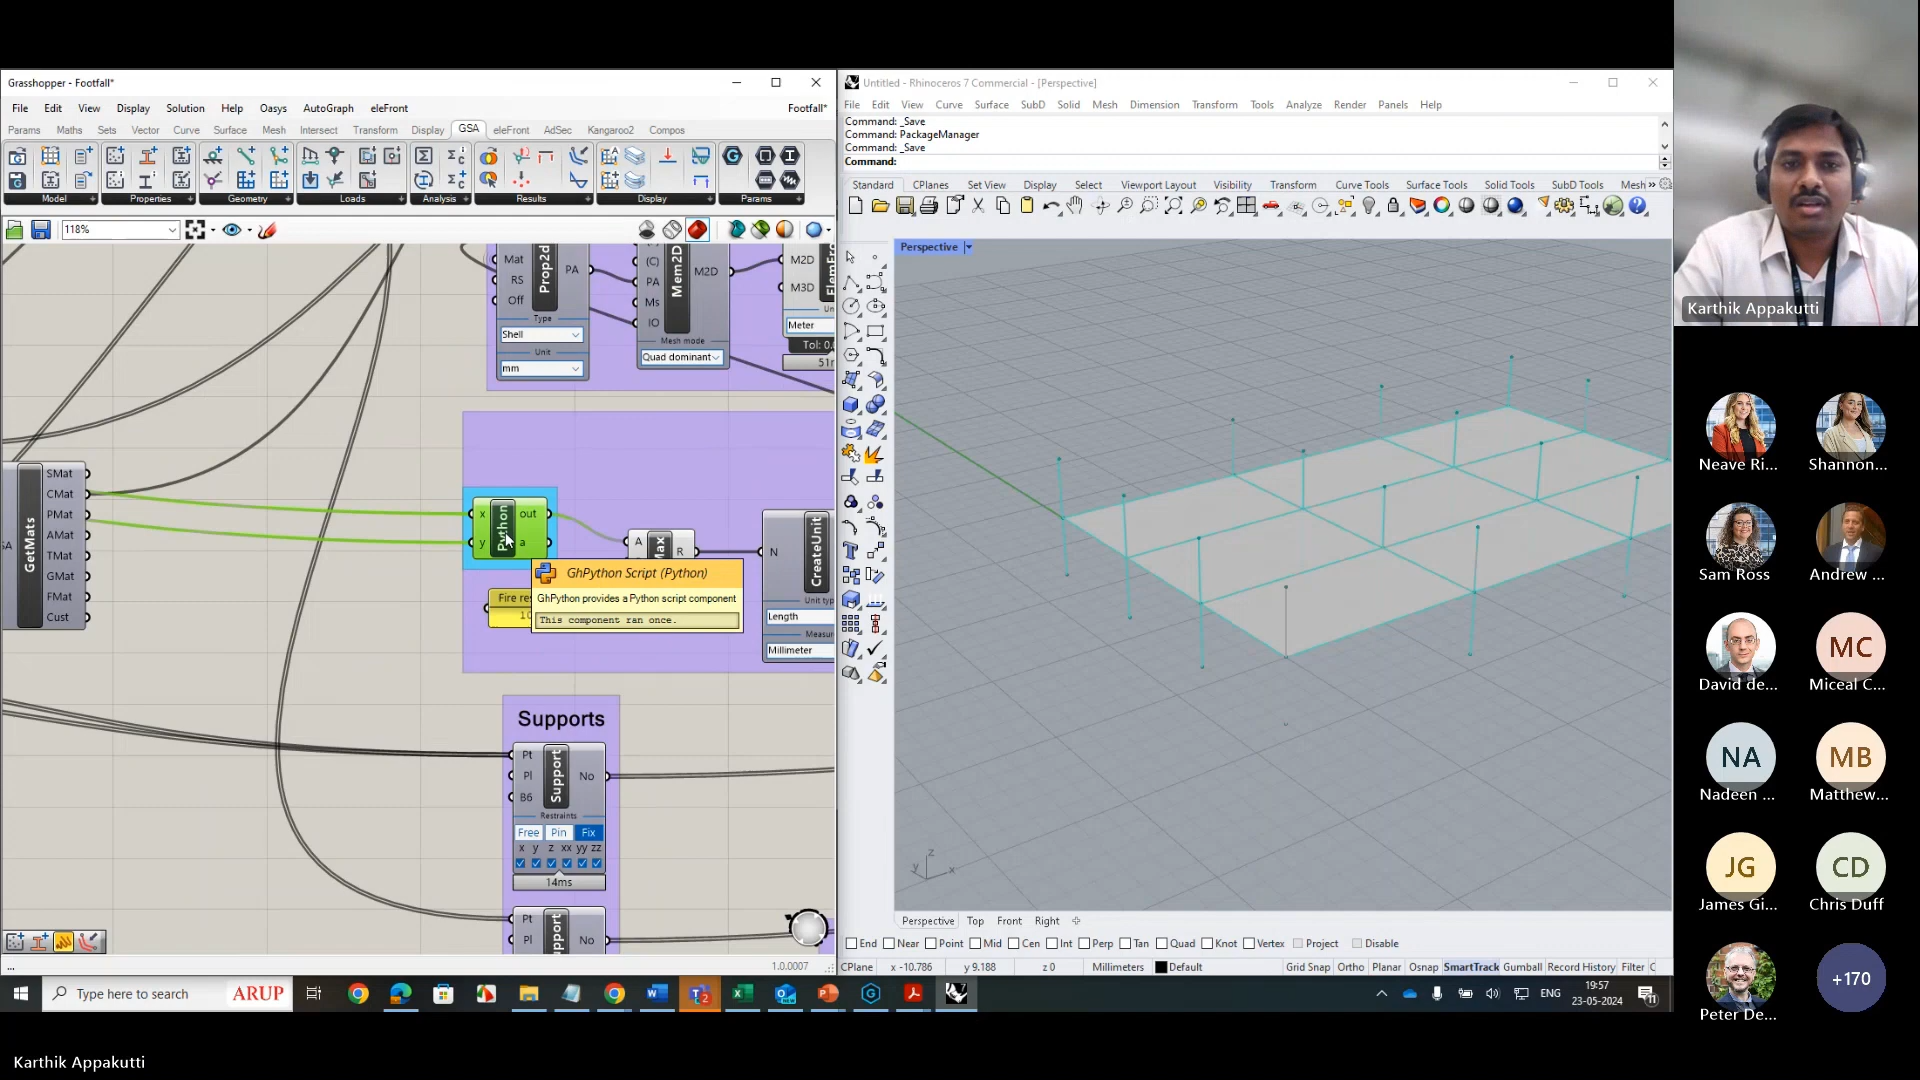 Grasshopper - Footfall*
File Edit View Display Solution Help Oasys AutoGraph eleFront
Footfall*
Params Maths Sets Vector Curve Surface Mesh Intersect Transform Display GSA eleFront AdSec Kangaroo2 Compos
Model Properties Geometry Loads Analysis Results Display Params
118%
Mat
RS
Off
Prop2d
PA
Type
Shell
Unit
mm
(C)
PA
Ms
IO
Mem2D
M2D
Mesh mode
Quad dominant
M2D
M3D
Meter
Tol: 0.0
GetMats
SMat
CMat
PMat
AMat
TMat
GMat
FMat
Cust
x
y
Python
out
a
A
Max
R
N
CreateUnit
Unit typ
Length
Measu
Millimeter
Fire res
GhPython Script (Python)
GhPython provides a Python script component
This component ran once.
Supports
Pt
Pl
B6
Support
No
Restraints
Free Pin Fix
x y z xx yy zz
14ms
Pt
Pl
No
...
1.0.0007
Untitled - Rhinoceros 7 Commercial - [Perspective]
File Edit View Curve Surface SubD Solid Mesh Dimension Transform Tools Analyze Render Panels Help
Command: _Save
Command: PackageManager
Command: _Save
Command:
Standard CPlanes Set View Display Select Viewport Layout Visibility Transform Curve Tools Surface Tools Solid Tools SubD Tools Mesh »
Perspective
z
y x
Perspective Top Front Right
End Near Point Mid Cen Int Perp Tan Quad Knot Vertex Project Disable
CPlane x -10.786 y 9.188 z 0 Millimeters Default Grid Snap Ortho Planar Osnap SmartTrack Gumball Record History Filter C
Type here to search
ARUP
ENG
19:57
23-05-2024
11
Karthik Appakutti
Neave Ri...
Shannon...
Sam Ross
Andrew ...
David de...
MC
Miceal C...
NA
Nadeen ...
MB
Matthew...
JG
James Gi...
CD
Chris Duff
Peter De...
+170
Karthik Appakutti